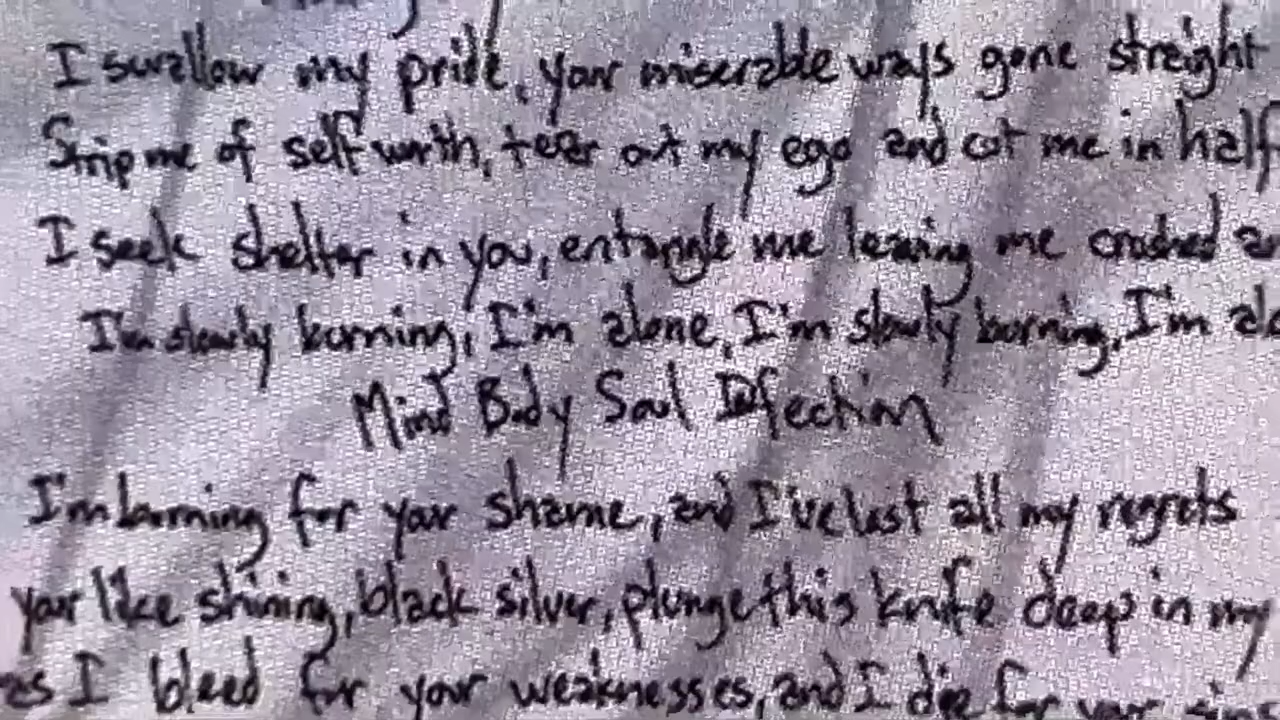 I swallow my pride, your miserable ways gone streight
Strip me of self worth, tear out my ego and cut me in half
I seek shelter in you, entangle me leaving me crushed
I'm slowly burning, I'm alone, I'm slowly burning, I'm
Mind Body Soul
I'm burning for your shame, and I've lost all my regrets
your like shining, black silver, plunge this knife deep in my
as I bleed for your weaknesses, and I die for your sins